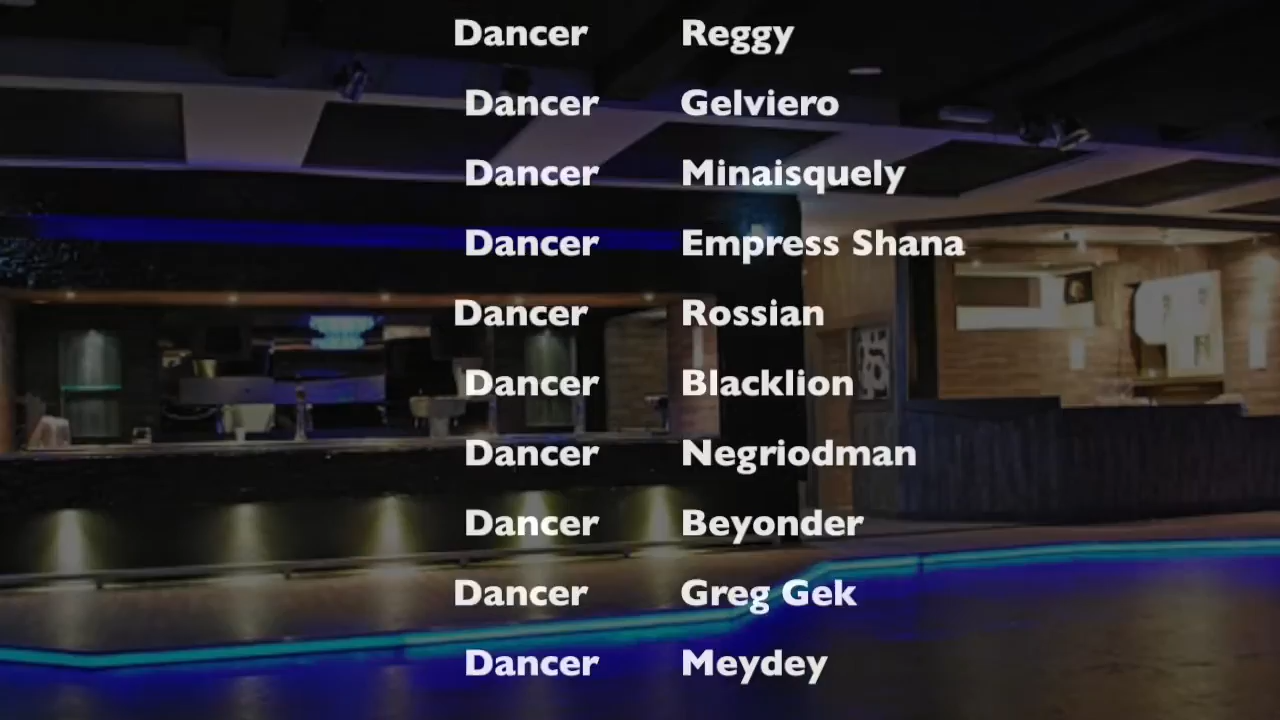 Dancer Reggy
Dancer Gelviero
Dancer Minaisquely
Dancer Empress Shana
Dancer Rossian
Dancer Blacklion
Dancer Negriodman
Dancer Beyonder
Dancer Greg Gek
Dancer Meydey